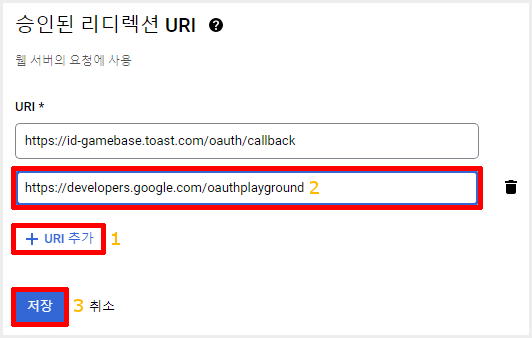 승인된 리디렉션 URI ?
웹 서버의 요청에 사용
URI *
https://id-gamebase.toast.com/oauth/callback
https://developers.google.com/oauthplayground 2
+ URI 추가 1
저장 3 취소